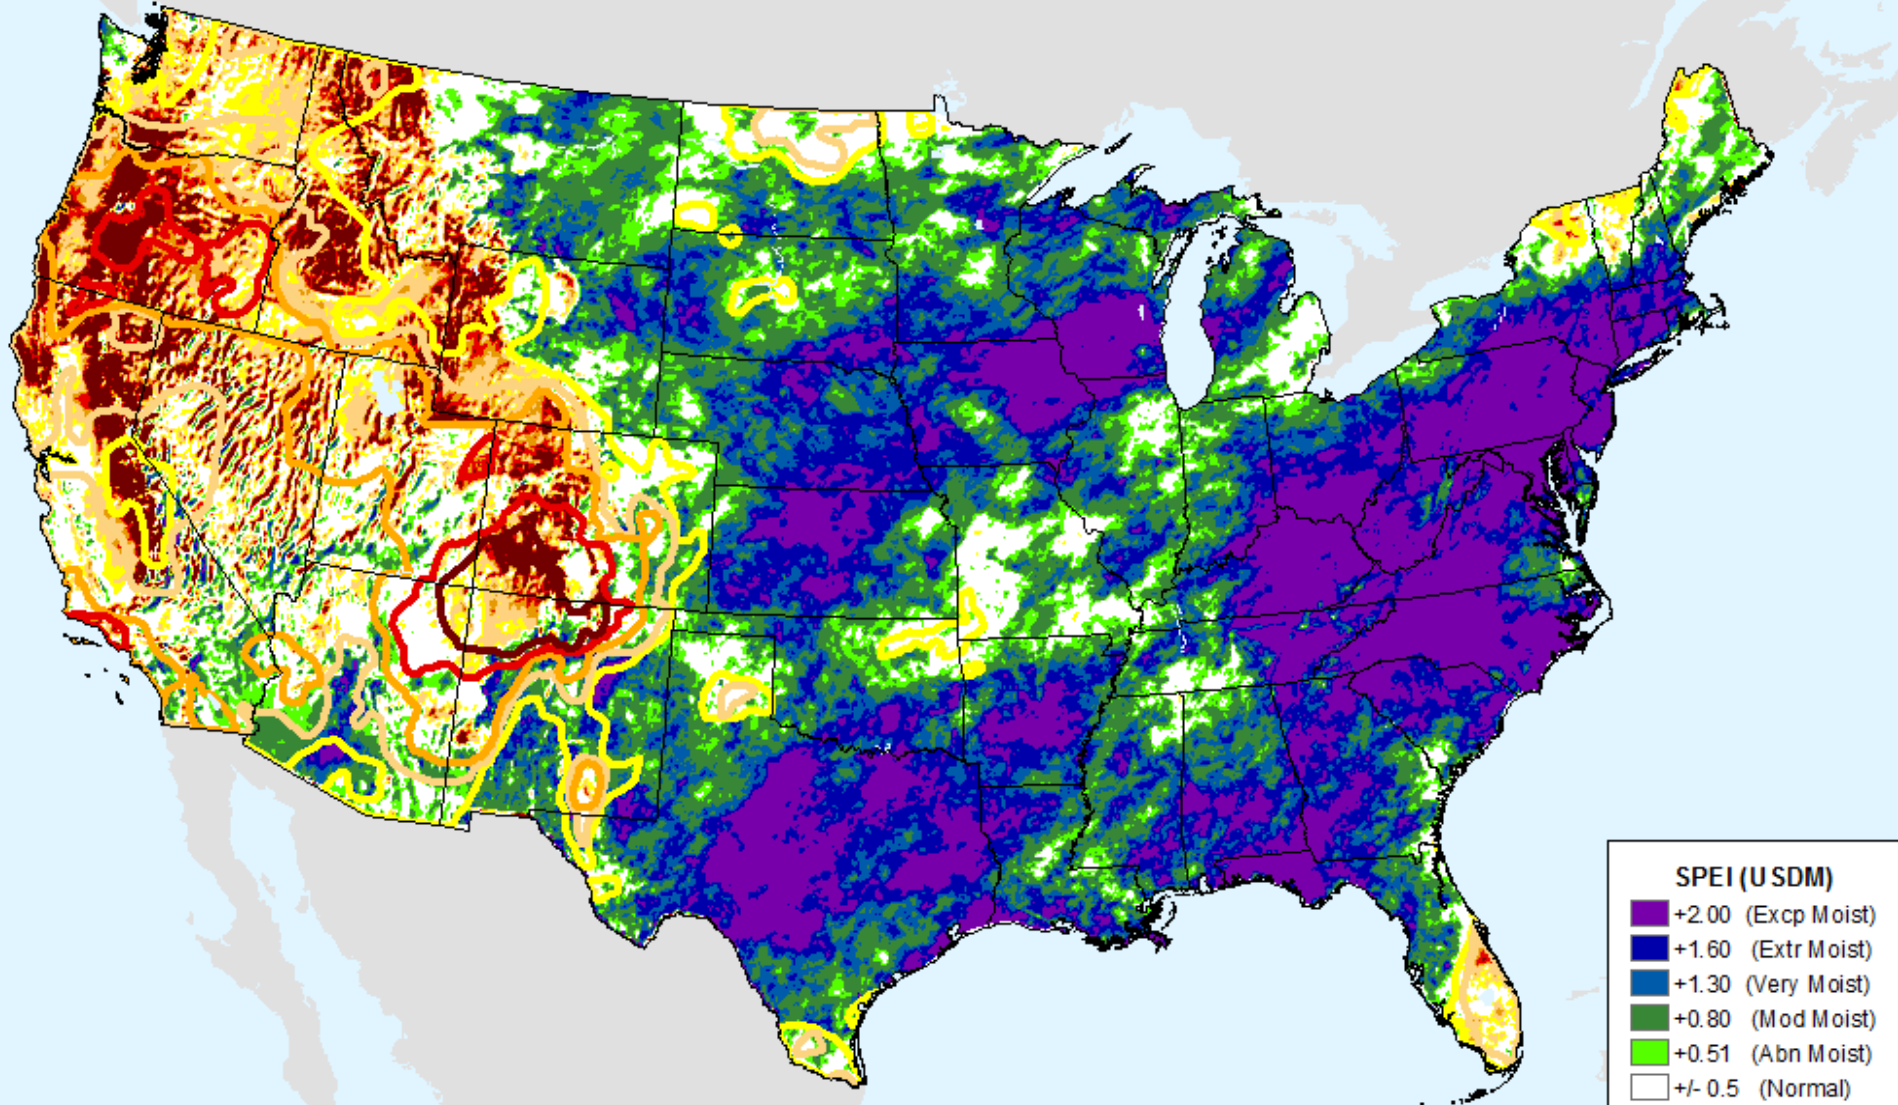 SPEI (USDM)
+2.00 (Excp Moist)
+1.60 (Extr Moist)
+1.30 (Very Moist)
+0.80 (Mod Moist)
+0.51 (Abn Moist)
+/- 0.5 (Normal)